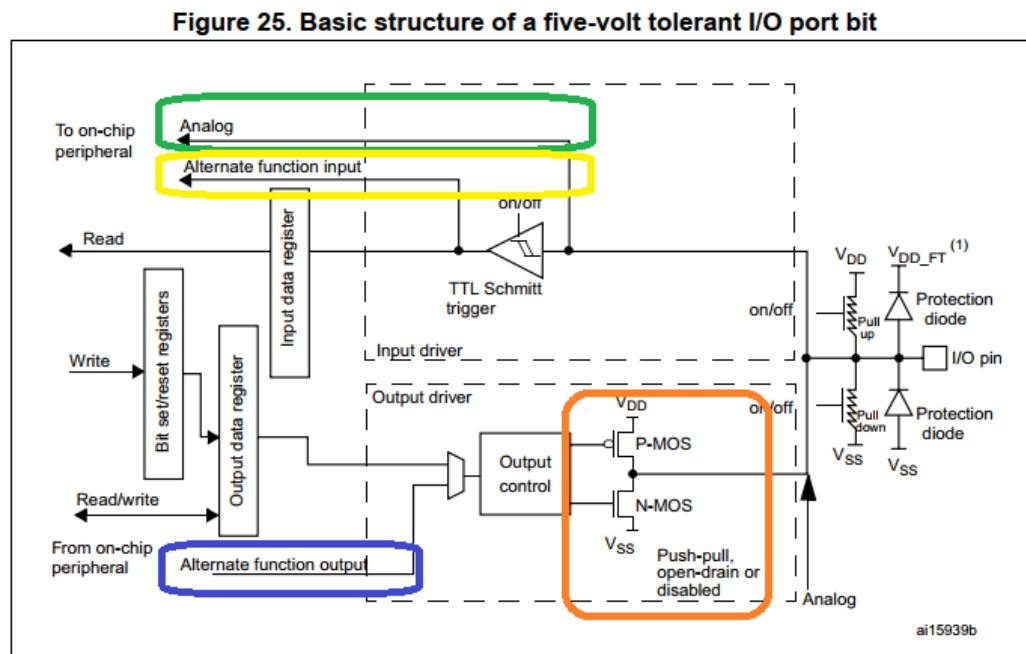 Figure 25. Basic structure of a five-volt tolerant I/O port bit
To on-chip
peripheral
Analog
Alternate function input
on/off
Read
Input data register
TTL Schmitt
trigger
Input driver
VDD
VDD_FT (1)
on/off
Pull
up
Protection
diode
I/O pin
Write
Bit set/reset registers
Output data register
Read/write
From on-chip
peripheral
Alternate function output
Output driver
Output
control
VDD
P-MOS
N-MOS
VSS
Push-pull,
open-drain or
disabled
on/off
Pull
down
VSS
Protection
diode
VSS
Analog
ai15939b